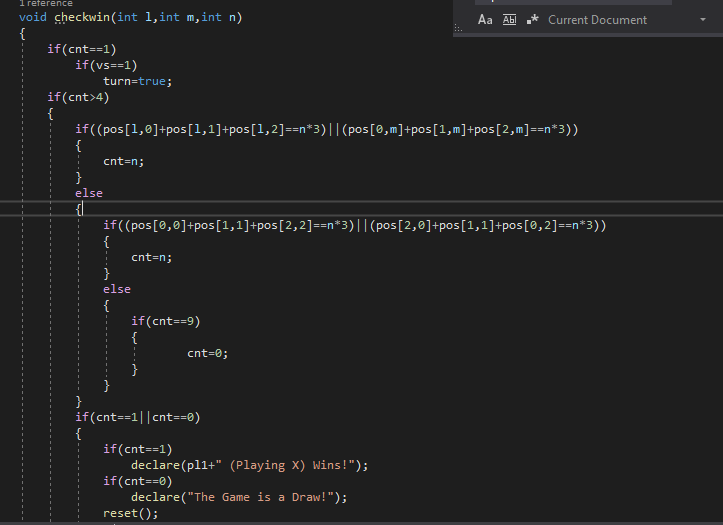 1 reference
void checkwin(int l,int m,int n)
Aa Ab .* Current Document
{
if(cnt==1)
if(vs==1)
turn=true;
if(cnt>4)
{
if((pos[l,0]+pos[l,1]+pos[l,2]==n*3)||(pos[0,m]+pos[1,m]+pos[2,m]==n*3))
{
cnt=n;
}
else
{
if((pos[0,0]+pos[1,1]+pos[2,2]==n*3)||(pos[2,0]+pos[1,1]+pos[0,2]==n*3))
{
cnt=n;
}
else
{
if(cnt==9)
{
cnt=0;
}
}
}
if(cnt==1||cnt==0)
{
if(cnt==1)
declare(pl1+" (Playing X) Wins!");
if(cnt==0)
declare("The Game is a Draw!");
reset();